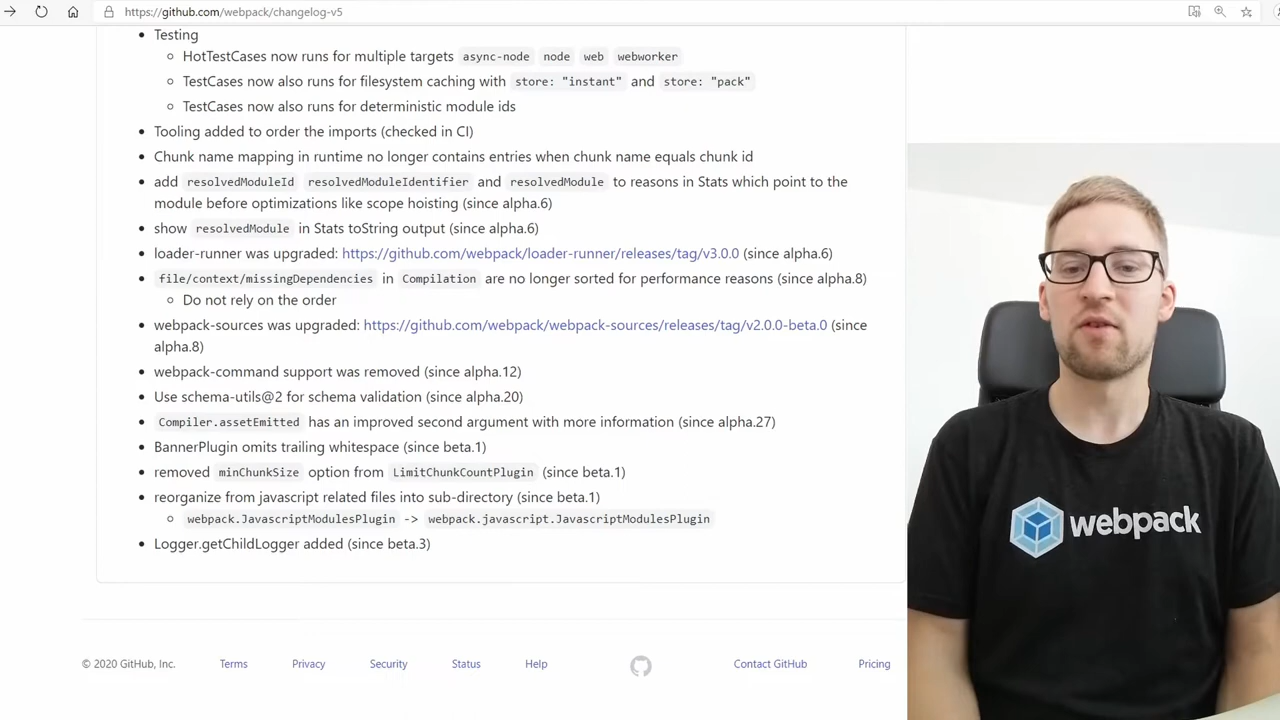 https://github.com/webpack/changelog-v5
Testing
HotTestCases now runs for multiple targets async-node node web webworker
TestCases now also runs for filesystem caching with store: "instant" and store: "pack"
TestCases now also runs for deterministic module ids
Tooling added to order the imports (checked in CI)
Chunk name mapping in runtime no longer contains entries when chunk name equals chunk id
add resolvedModuleId resolvedModuleIdentifier and resolvedModule to reasons in Stats which point to the
module before optimizations like scope hoisting (since alpha.6)
show resolvedModule in Stats toString output (since alpha.6)
loader-runner was upgraded: https://github.com/webpack/loader-runner/releases/tag/v3.0.0 (since alpha.6)
file/context/missingDependencies in Compilation are no longer sorted for performance reasons (since alpha.8)
Do not rely on the order
webpack-sources was upgraded: https://github.com/webpack/webpack-sources/releases/tag/v2.0.0-beta.0 (since
alpha.8)
webpack-command support was removed (since alpha.12)
Use schema-utils@2 for schema validation (since alpha.20)
Compiler.assetEmitted has an improved second argument with more information (since alpha.27)
BannerPlugin omits trailing whitespace (since beta.1)
removed minChunkSize option from LimitChunkCountPlugin (since beta.1)
reorganize from javascript related files into sub-directory (since beta.1)
webpack.JavascriptModulesPlugin -> webpack.javascript.JavascriptModulesPlugin
Logger.getChildLogger added (since beta.3)
© 2020 GitHub, Inc. Terms Privacy Security Status Help Contact GitHub Pricing
webpack